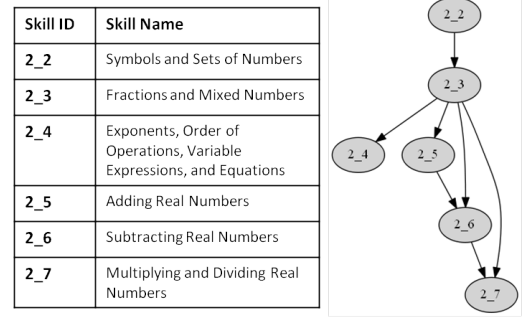 Skill ID Skill Name
2_2 Symbols and Sets of Numbers
2_3 Fractions and Mixed Numbers
2_4 Exponents, Order of
Operations, Variable
Expressions, and Equations
2_5 Adding Real Numbers
2_6 Subtracting Real Numbers
2_7 Multiplying and Dividing Real
Numbers
2_2
2_3
2_4 2_5
2_6
2_7